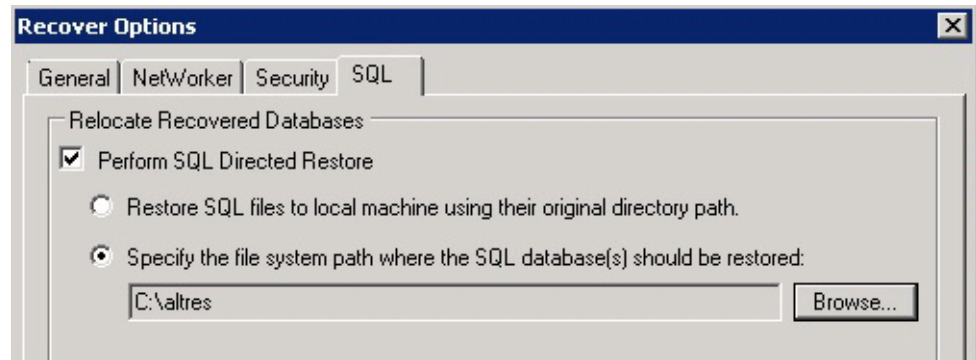 Recover Options
General NetWorker Security SQL
Relocate Recovered Databases
Perform SQL Directed Restore
Restore SQL files to local machine using their original directory path.
Specify the file system path where the SQL database(s) should be restored:
C:\altres Browse...